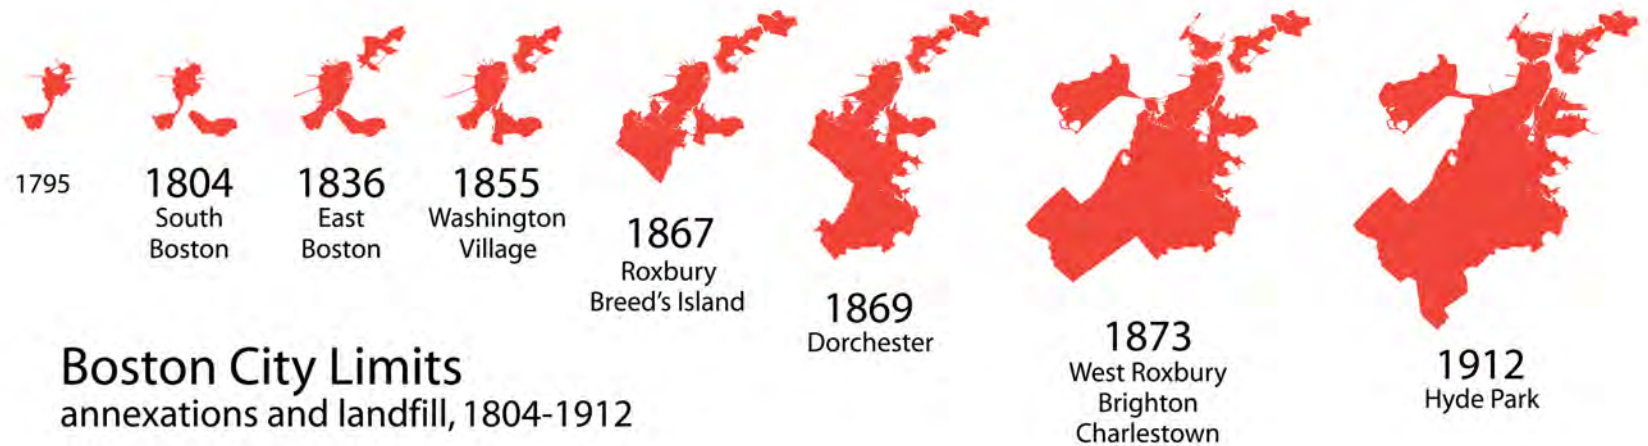 1795
1804
South
Boston
1836
East
Boston
1855
Washington
Village
1867
Roxbury
Breed's Island
1869
Dorchester
1873
West Roxbury
Brighton
Charlestown
1912
Hyde Park
Boston City Limits
annexations and landfill, 1804-1912